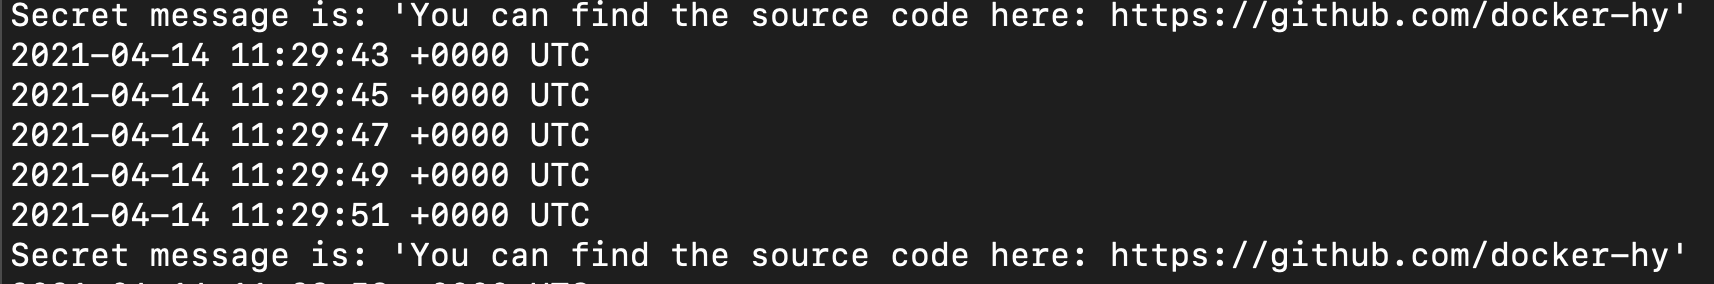 Secret message is: 'You can find the source code here: https://github.com/docker-hy'
2021-04-14 11:29:43 +0000 UTC
2021-04-14 11:29:45 +0000 UTC
2021-04-14 11:29:47 +0000 UTC
2021-04-14 11:29:49 +0000 UTC
2021-04-14 11:29:51 +0000 UTC
Secret message is: 'You can find the source code here: https://github.com/docker-hy'